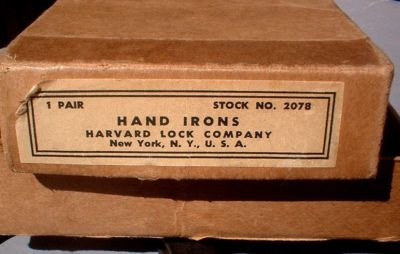 1 PAIR STOCK NO. 2078
HAND IRONS
HARVARD LOCK COMPANY
New York, N. Y., U. S. A.